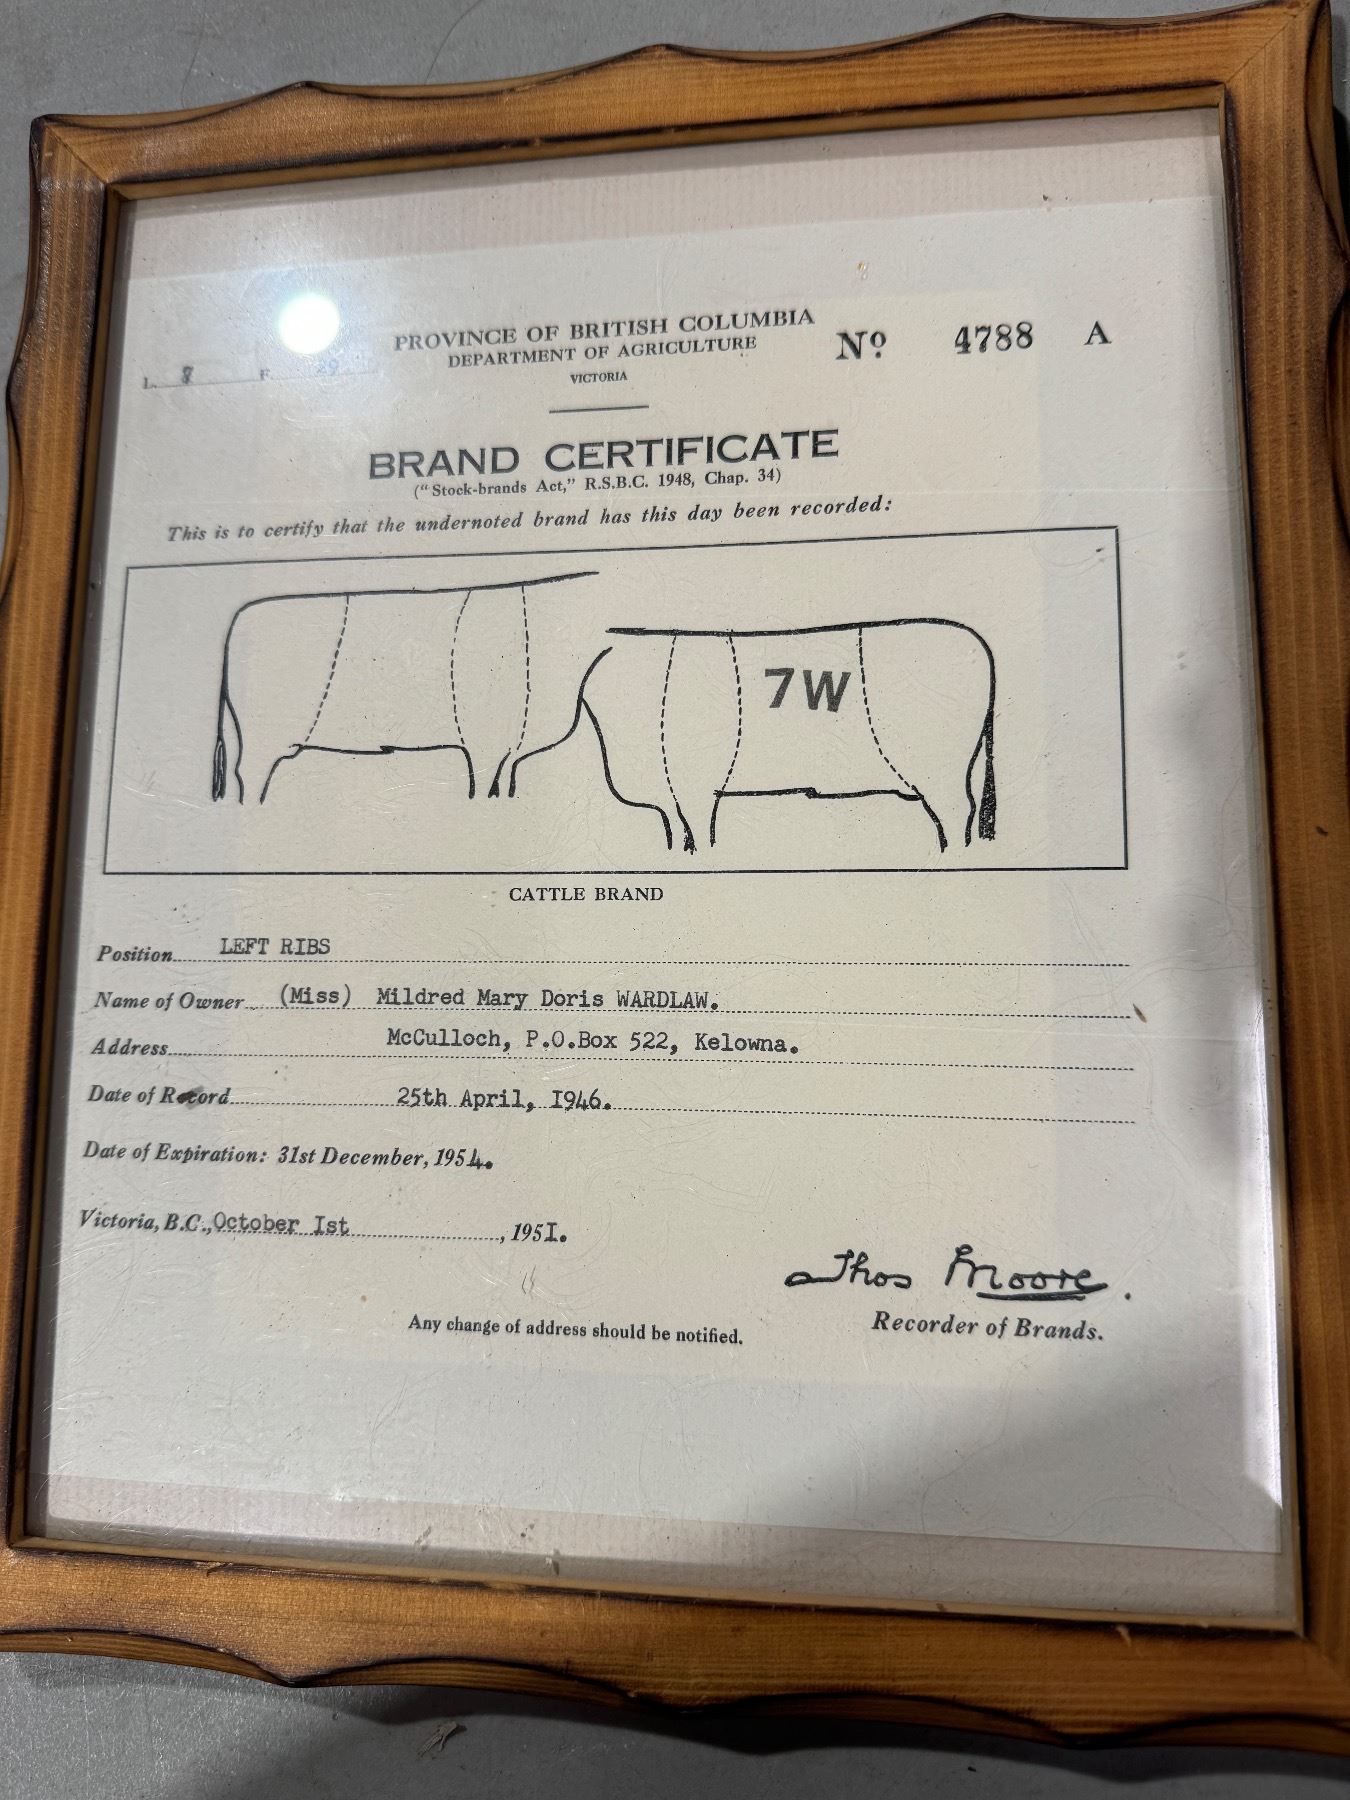 PROVINCE OF BRITISH COLUMBIA
DEPARTMENT OF AGRICULTURE
VICTORIA
No. 4788 A
L. 8 F. 29
BRAND CERTIFICATE
("Stock-brands Act," R.S.B.C. 1948, Chap. 34)
This is to certify that the undernoted brand has this day been recorded:
7W
CATTLE BRAND
Position LEFT RIBS
Name of Owner (Miss) Mildred Mary Doris WARDLAW.
Address McCulloch, P.O.Box 522, Kelowna.
Date of Record 25th April, I946.
Date of Expiration: 31st December, 1954.
Victoria, B.C., October Ist, 195I.
Thos Moore.
Any change of address should be notified.
Recorder of Brands.